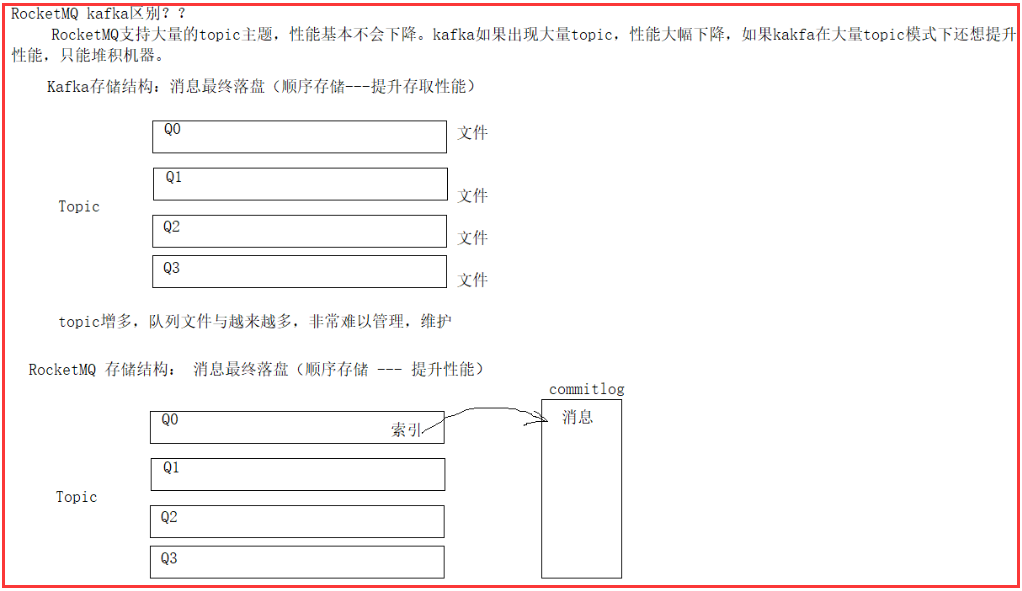 RocketMQ kafka区别？？
RocketMQ支持大量的topic主题，性能基本不会下降。kafka如果出现大量topic，性能大幅下降，如果kakfa在大量topic模式下还想提升
性能，只能堆积机器。
Kafka存储结构：消息最终落盘（顺序存储---提升存取性能）
Q0
文件
Q1
文件
Topic
Q2
文件
Q3
文件
topic增多，队列文件与越来越多，非常难以管理，维护
RocketMQ 存储结构： 消息最终落盘（顺序存储 --- 提升性能）
commitlog
Q0
索引
消息
Q1
Topic
Q2
Q3